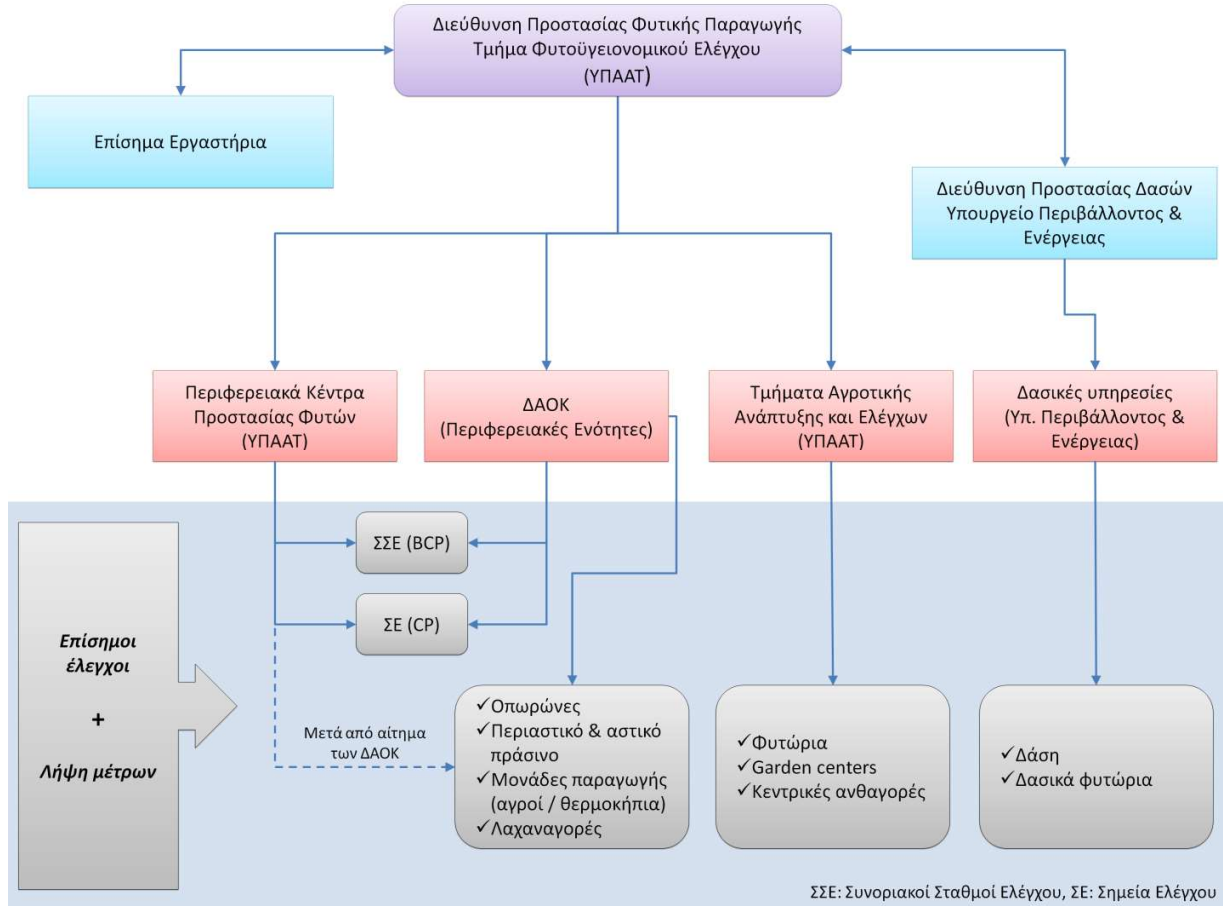 Διεύθυνση Προστασίας Φυτικής Παραγωγής
Τμήμα Φυτοϋγειονομικού Ελέγχου
(ΥΠΑΑΤ)
Επίσημα Εργαστήρια
Διεύθυνση Προστασίας Δασών
Υπουργείο Περιβάλλοντος &
Ενέργειας
Περιφερειακά Κέντρα
Προστασίας Φυτών
(ΥΠΑΑΤ)
ΔΑΟΚ
(Περιφερειακές Ενότητες)
Τμήματα Αγροτικής
Ανάπτυξης και Ελέγχων
(ΥΠΑΑΤ)
Δασικές υπηρεσίες
(Υπ. Περιβάλλοντος &
Ενέργειας)
ΣΣΕ (BCP)
ΣΕ (CP)
Επίσημοι
έλεγχοι
+
Λήψη μέτρων
Μετά από αίτημα
των ΔΑΟΚ
✓Οπωρώνες
✓Περιαστικό & αστικό
πράσινο
✓Μονάδες παραγωγής
(αγροί / θερμοκήπια)
✓Λαχαναγορές
✓Φυτώρια
✓Garden centers
✓Κεντρικές ανθαγορές
✓Δάση
✓Δασικά φυτώρια
ΣΣΕ: Συνοριακοί Σταθμοί Ελέγχου, ΣΕ: Σημεία Ελέγχου